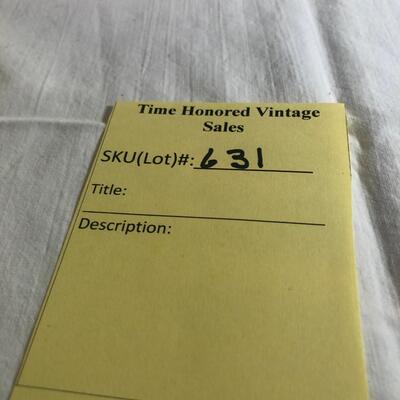 Time Honored Vintage
Sales
SKU(Lot)#: 631
Title:
Description: